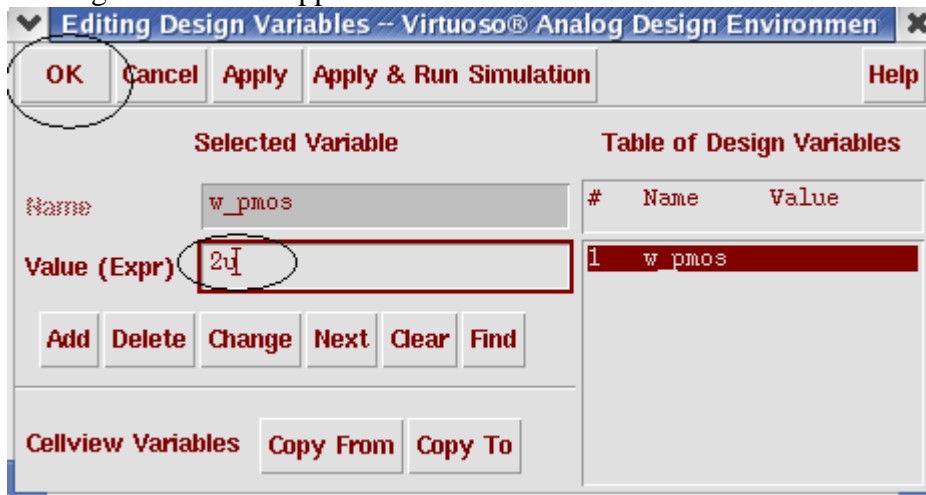 Editing Design Variables -- Virtuoso® Analog Design Environmen
OK Cancel Apply Apply & Run Simulation Help
Selected Variable
Table of Design Variables
Name w_pmos
# Name Value
Value (Expr) 2u
1 w_pmos
Add Delete Change Next Clear Find
Cellview Variables Copy From Copy To